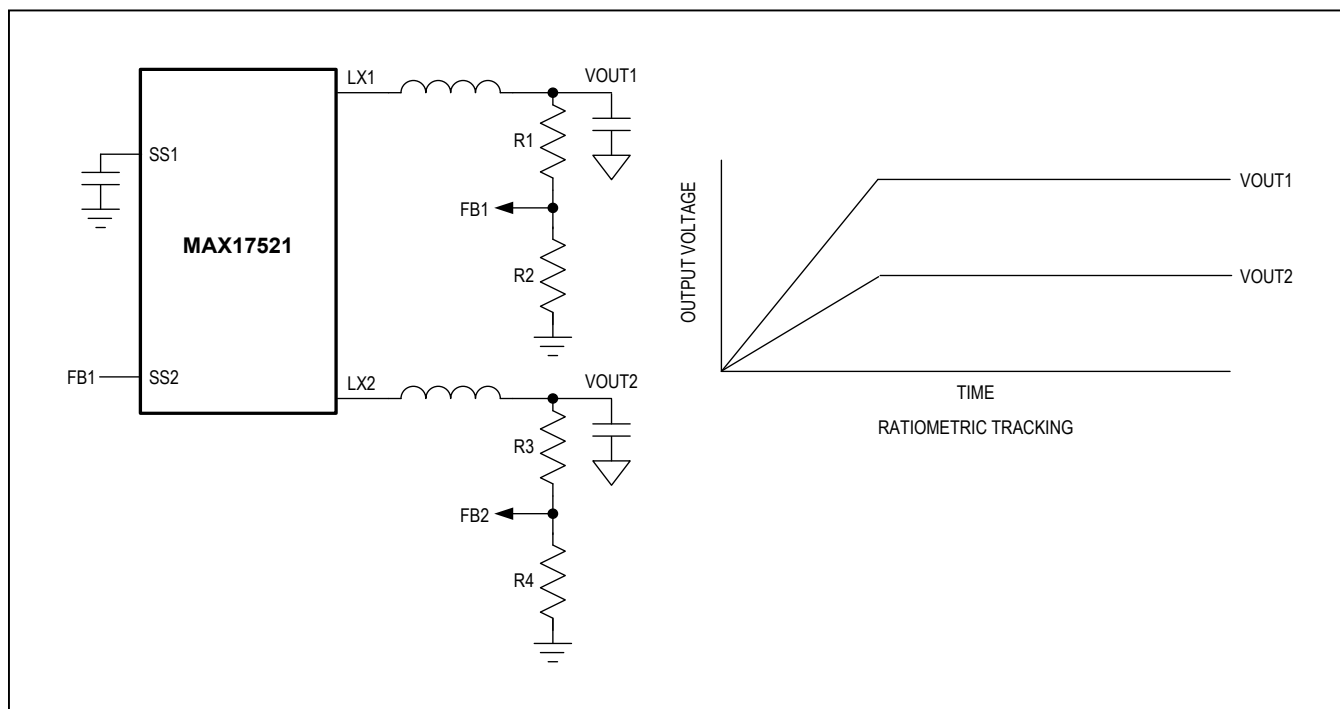 LX1
VOUT1
R1
SS1
FB1
MAX17521
R2
FB1
SS2
LX2
VOUT2
R3
FB2
R4
OUTPUT VOLTAGE
VOUT1
VOUT2
TIME
RATIOMETRIC TRACKING